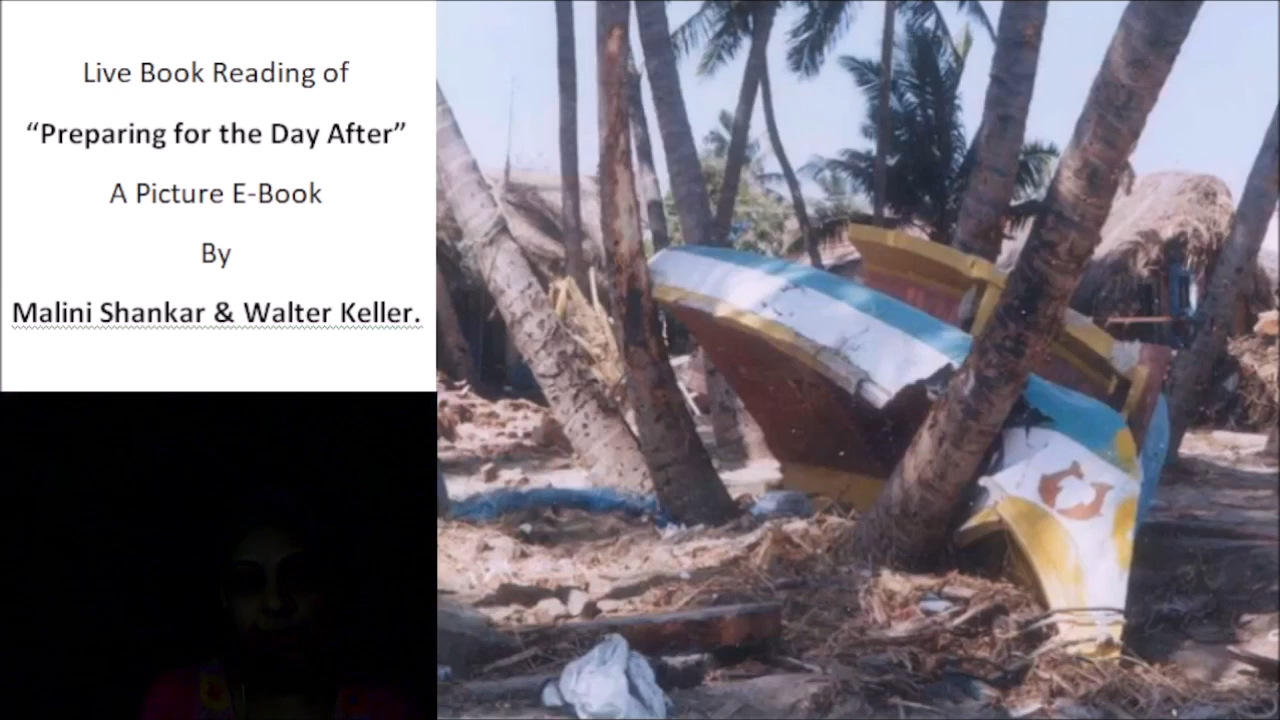 Live Book Reading of
“Preparing for the Day After”
A Picture E-Book
By
Malini Shankar & Walter Keller.